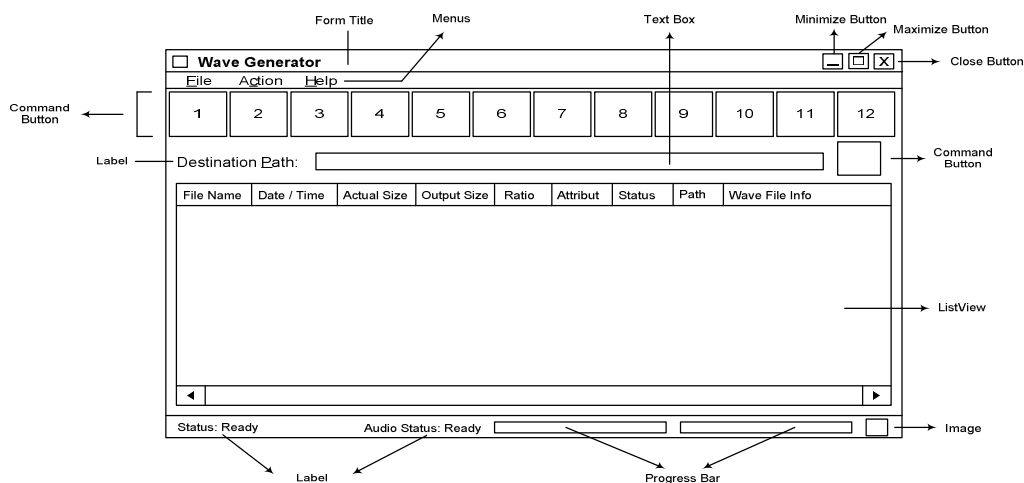 Form Title
Menus
Text Box
Minimize Button
Maximize Button
Wave Generator
X
Close Button
File Action Help
Command
Button
1 2 3 4 5 6 7 8 9 10 11 12
Label
Destination Path:
Command
Button
File Name Date / Time Actual Size Output Size Ratio Attribut Status Path Wave File Info
ListView
Status: Ready Audio Status: Ready
Image
Label
Progress Bar